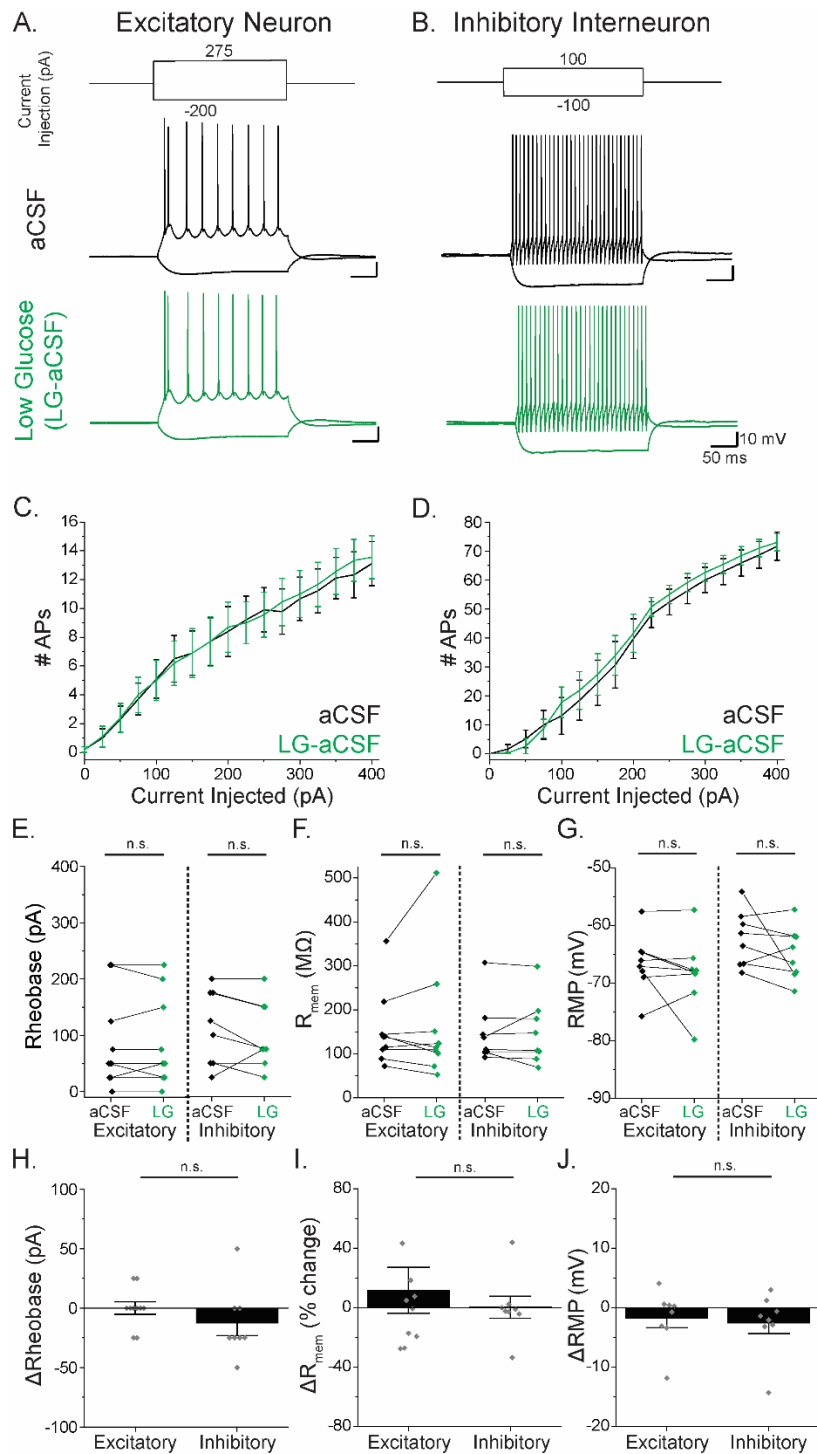 A. Excitatory Neuron B. Inhibitory Interneuron
Current
Injection (pA)
275
-200
100
-100
aCSF
Low Glucose
(LG-aCSF)
10 mV
50 ms
C.
# APs
16
14
12
10
8
6
4
2
0
0 100 200 300 400
Current Injected (pA)
aCSF
LG-aCSF
D.
# APs
80
70
60
50
40
30
20
10
0
0 100 200 300 400
Current Injected (pA)
aCSF
LG-aCSF
E.
n.s. n.s.
Rheobase (pA)
400
300
200
100
0
aCSF LG aCSF LG
Excitatory Inhibitory
F.
n.s. n.s.
Rmem (MΩ)
500
400
300
200
100
0
aCSF LG aCSF LG
Excitatory Inhibitory
G.
n.s. n.s.
RMP (mV)
-50
-60
-70
-80
-90
aCSF LG aCSF LG
Excitatory Inhibitory
H.
n.s.
ΔRheobase (pA)
100
50
0
-50
-100
Excitatory Inhibitory
I.
n.s.
ΔRmem (% change)
80
40
0
-40
-80
Excitatory Inhibitory
J.
n.s.
ΔRMP (mV)
20
10
0
-10
-20
Excitatory Inhibitory